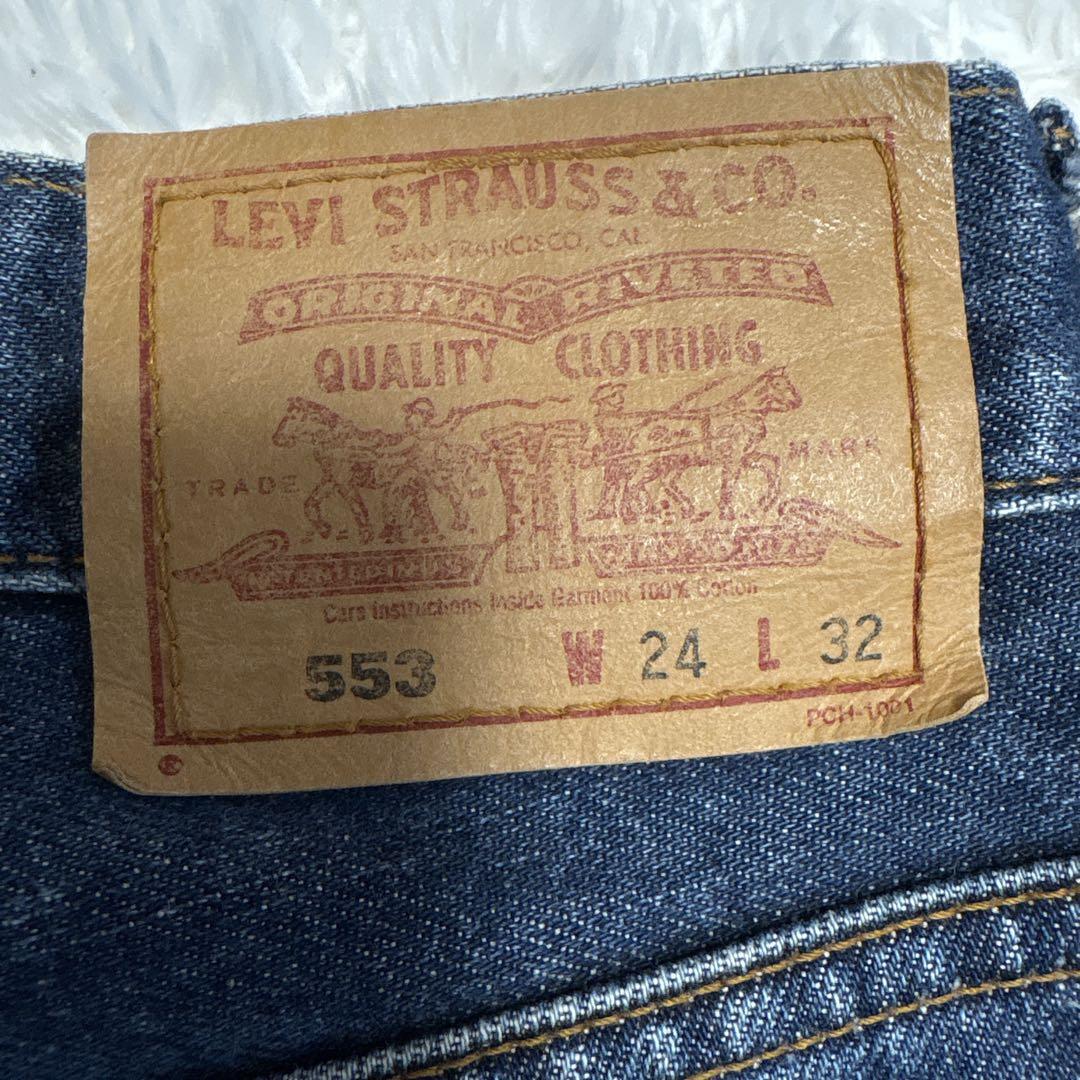 LEVI STRAUSS & CO.
SAN FRANCISCO, CAL.
ORIGINAL RIVETED
QUALITY CLOTHING
TRADE MARK
Care Instructions Inside Garment 100% Cotton
553 W 24 L 32
PCH-1001
®